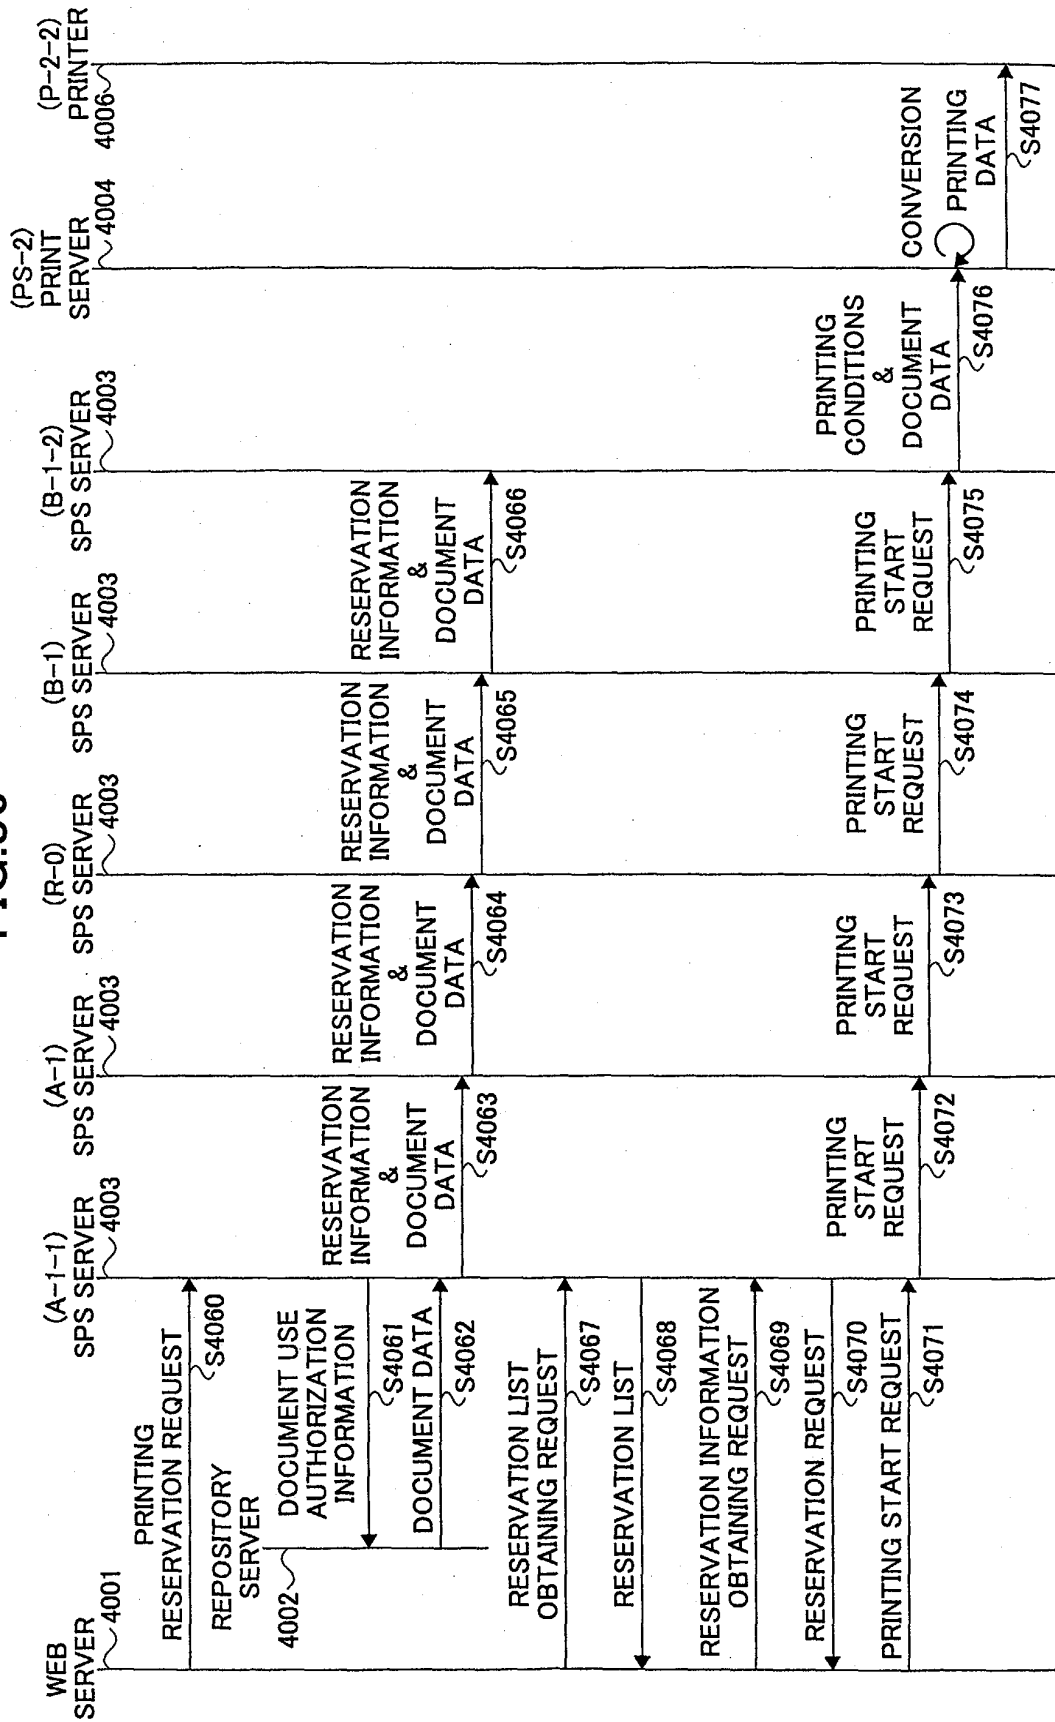 FIG.
WEB
SERVER
4001
(A-1-1)
SPS SERVER
4003
(A-1)
SPS SERVER
4003
(R-0)
SPS SERVER
4003
(B-1)
SPS SERVER
4003
(B-1-2)
SPS SERVER
4003
(PS-2)
PRINT
SERVER
4004
(P-2-2)
PRINTER
4006
PRINTING
RESERVATION REQUEST
S4060
REPOSITORY
SERVER
4002
DOCUMENT USE
AUTHORIZATION
INFORMATION
S4061
DOCUMENT DATA
S4062
RESERVATION
INFORMATION
&
DOCUMENT
DATA
S4063
RESERVATION
INFORMATION
&
DOCUMENT
DATA
S4064
RESERVATION
INFORMATION
&
DOCUMENT
DATA
S4065
RESERVATION
INFORMATION
&
DOCUMENT
DATA
S4066
RESERVATION LIST
OBTAINING REQUEST
S4067
RESERVATION LIST
S4068
RESERVATION INFORMATION
OBTAINING REQUEST
S4069
RESERVATION REQUEST
S4070
PRINTING START REQUEST
S4071
PRINTING
START
REQUEST
S4072
PRINTING
START
REQUEST
S4073
PRINTING
START
REQUEST
S4074
PRINTING
START
REQUEST
S4075
PRINTING
CONDITIONS
&
DOCUMENT
DATA
S4076
CONVERSION
PRINTING
DATA
S4077